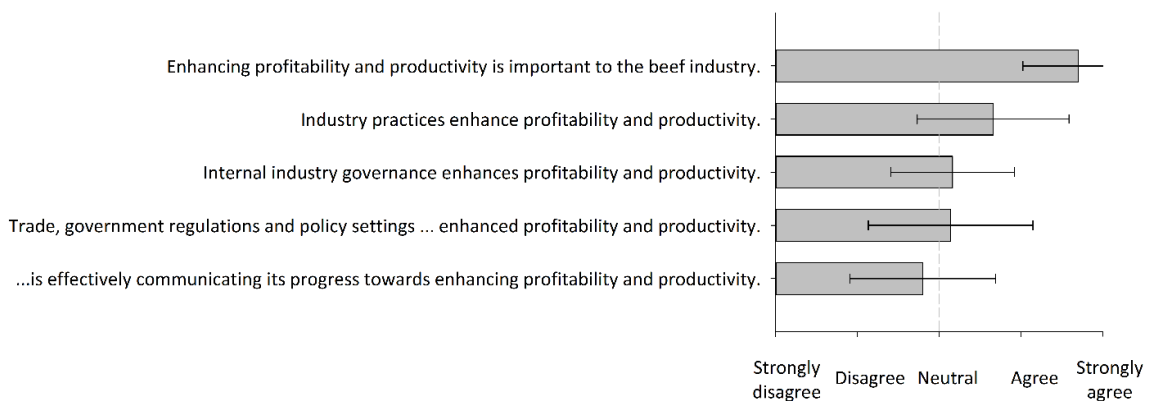 Enhancing profitability and productivity is important to the beef industry.
Industry practices enhance profitability and productivity.
Internal industry governance enhances profitability and productivity.
Trade, government regulations and policy settings ... enhanced profitability and productivity.
...is effectively communicating its progress towards enhancing profitability and productivity.
Strongly disagree
Disagree
Neutral
Agree
Strongly agree